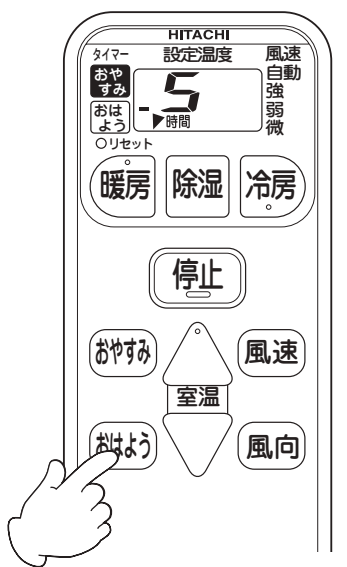 HITACHI
タイマー 設定温度 風速
おや
すみ
おは
よう
- 5
時間
自動
強
弱
微
リセット
暖房 除湿 冷房
停止
おやすみ 風速
室温
おはよう 風向